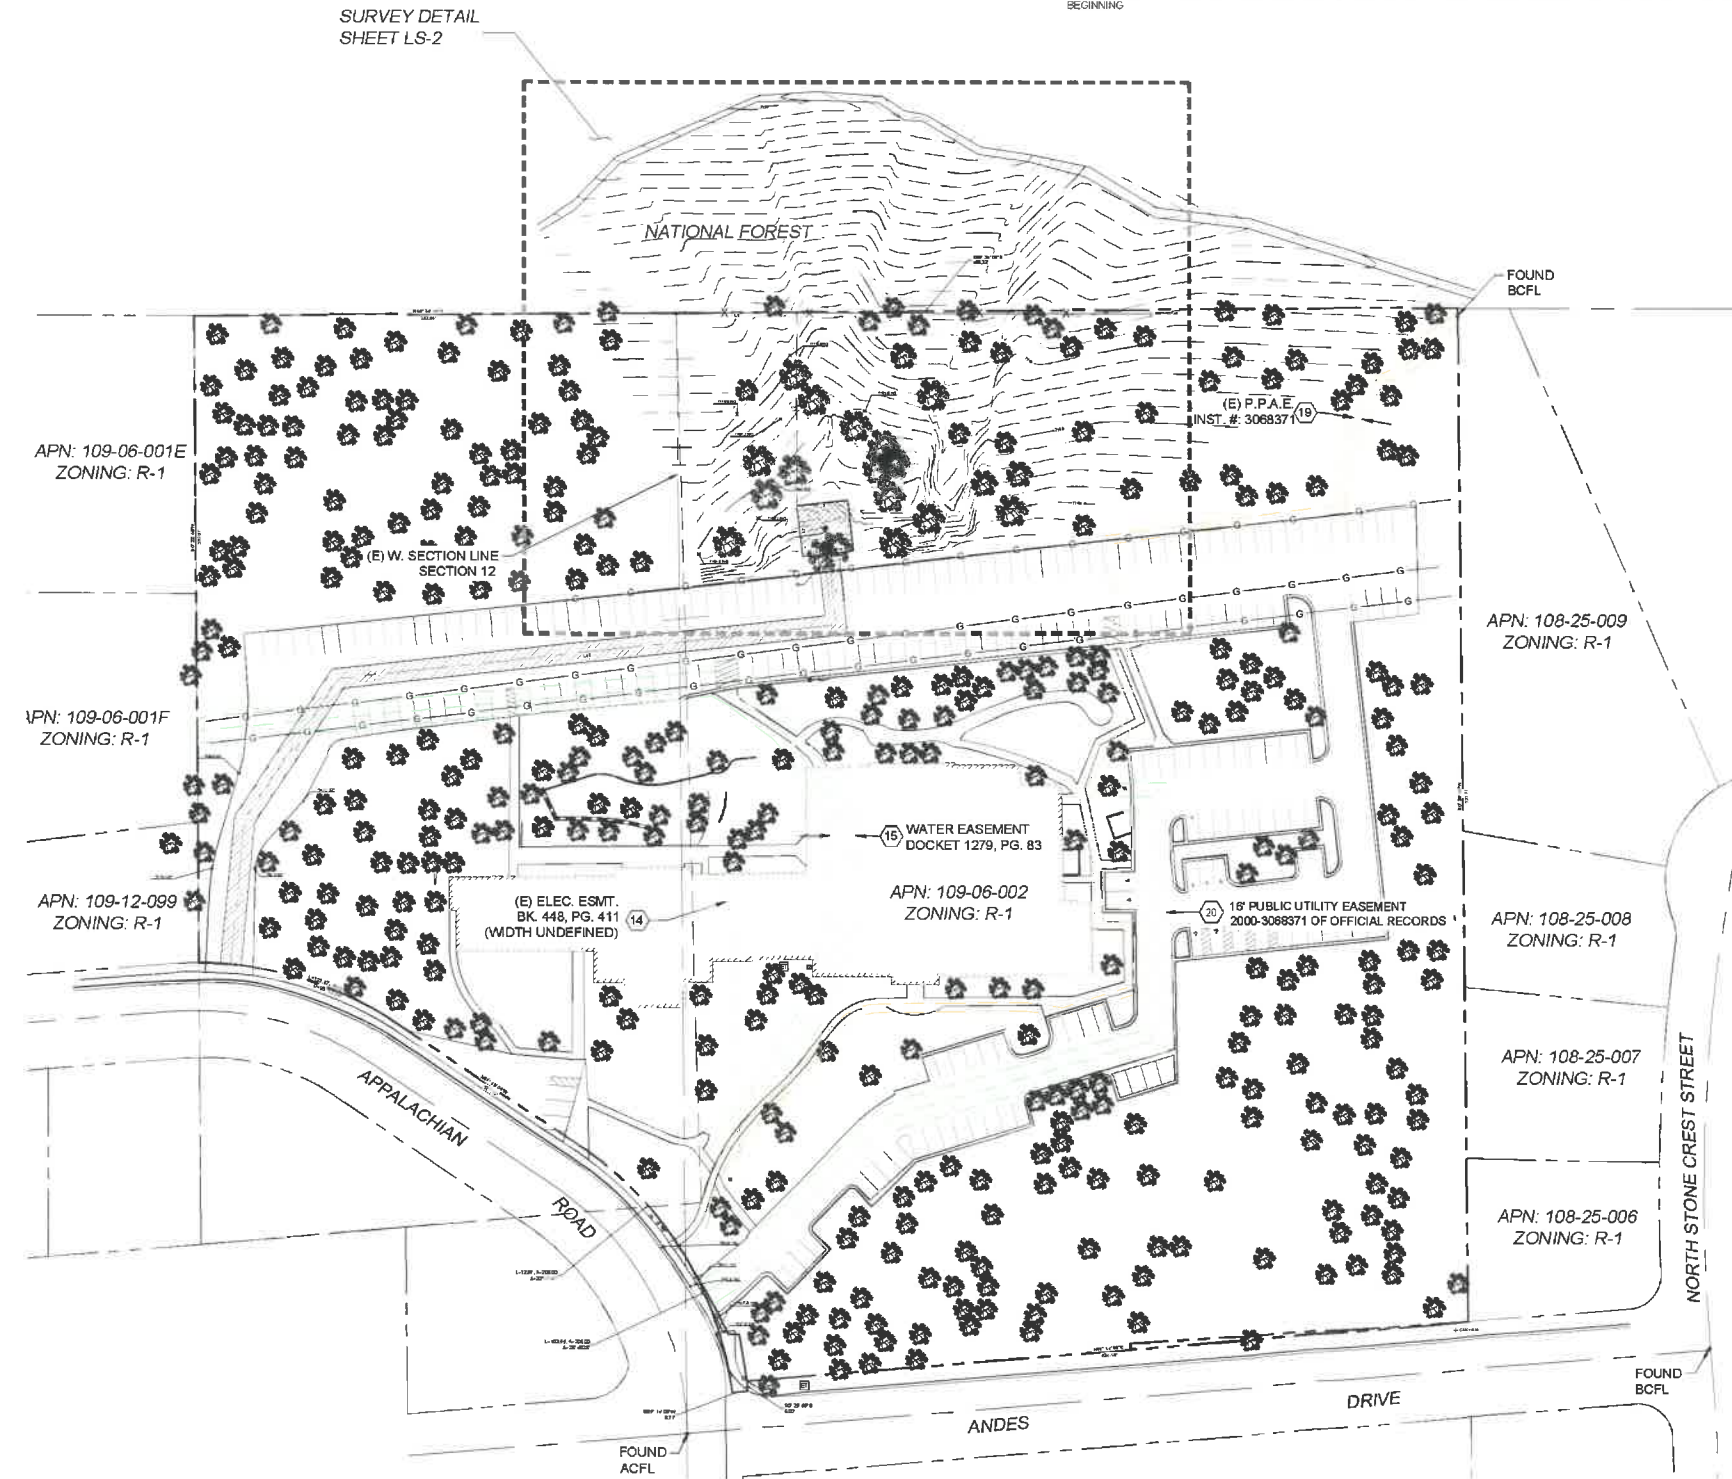 BEGINNING
SURVEY DETAIL
SHEET LS-2
NATIONAL FOREST
FOUND
BCFL
(E) P.P.A.E.
INST. #: 3068371
19
APN: 109-06-001E
ZONING: R-1
(E) W. SECTION LINE
SECTION 12
APN: 108-25-009
ZONING: R-1
APN: 109-06-001F
ZONING: R-1
15
WATER EASEMENT
DOCKET 1279, PG. 83
APN: 109-12-099
ZONING: R-1
(E) ELEC. ESMT.
BK. 448, PG. 411
(WIDTH UNDEFINED)
14
APN: 109-06-002
ZONING: R-1
20
16' PUBLIC UTILITY EASEMENT
2000-3068371 OF OFFICIAL RECORDS
APN: 108-25-008
ZONING: R-1
APN: 108-25-007
ZONING: R-1
APPALACHIAN
ROAD
APN: 108-25-006
ZONING: R-1
NORTH STONE CREST STREET
FOUND
BCFL
ANDES
DRIVE
FOUND
ACFL